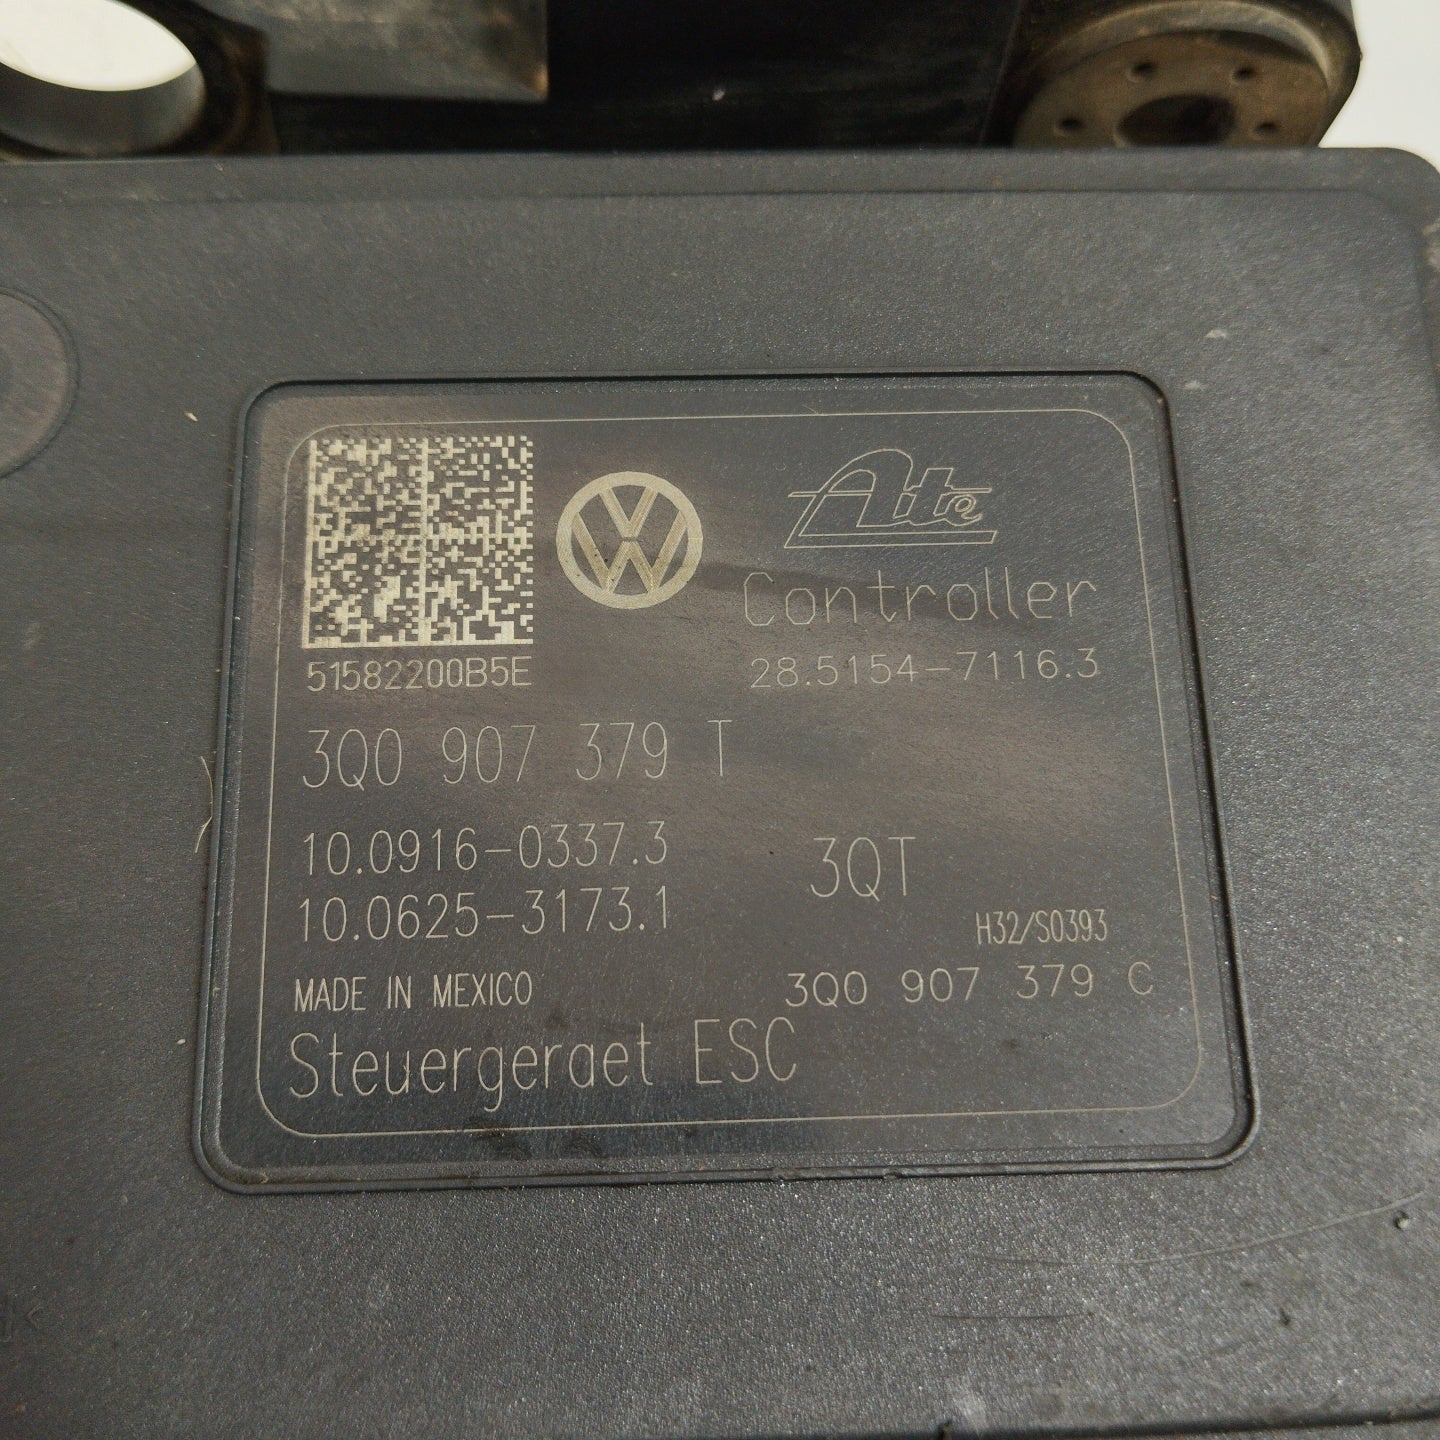 Ate
Controller
51582200B5E
28.5154-7116.3
3Q0 907 379 T
10.0916-0337.3
3QT
10.0625-3173.1
H32/S0393
MADE IN MEXICO
3Q0 907 379 C
Steuergeraet ESC